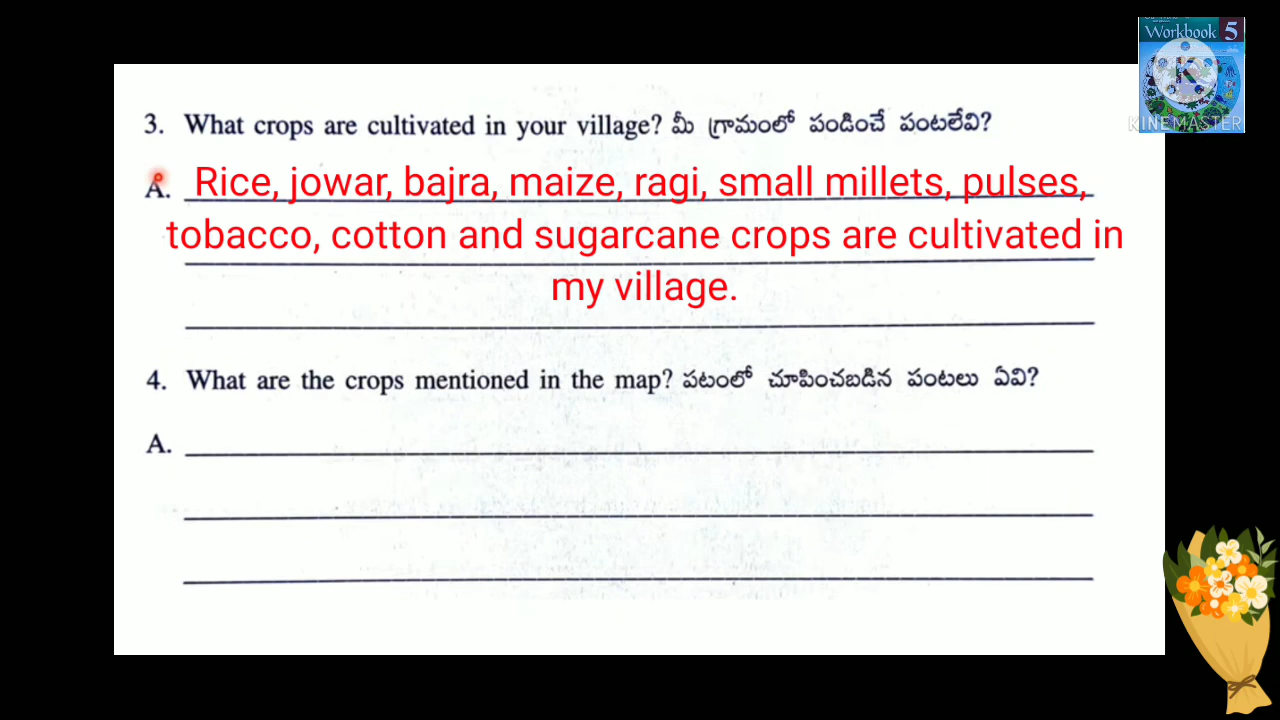 Workbook 5
KINEMASTER
3. What crops are cultivated in your village? మీ గ్రామంలో పండించే పంటలేవి?
A. Rice, jowar, bajra, maize, ragi, small millets, pulses,
tobacco, cotton and sugarcane crops are cultivated in
my village.
4. What are the crops mentioned in the map? పటంలో చూపించబడిన పంటలు ఏవి?
A.